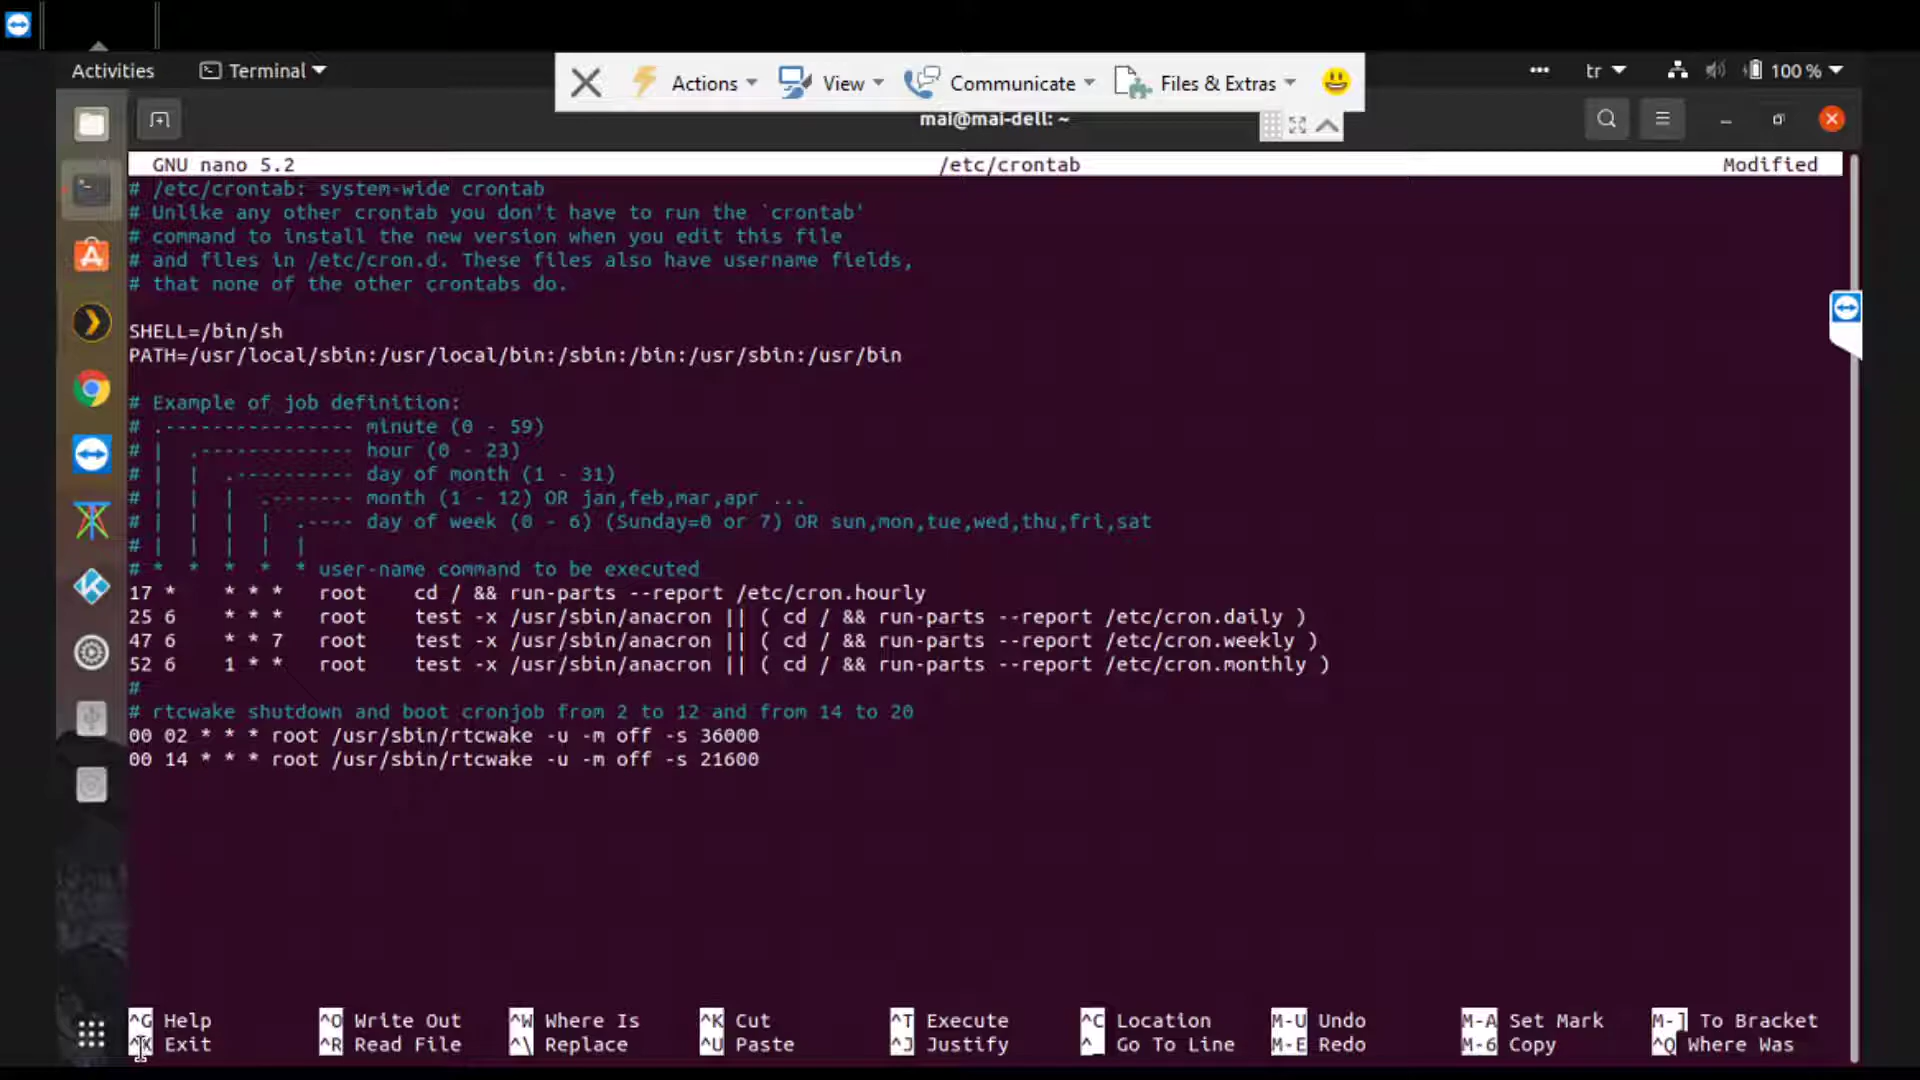 Activities Terminal
Actions View Communicate Files & Extras
tr 100 %
mai@mai-dell: ~
GNU nano 5.2 /etc/crontab Modified
# /etc/crontab: system-wide crontab
# Unlike any other crontab you don't have to run the `crontab'
# command to install the new version when you edit this file
# and files in /etc/cron.d. These files also have username fields,
# that none of the other crontabs do.
SHELL=/bin/sh
PATH=/usr/local/sbin:/usr/local/bin:/sbin:/bin:/usr/sbin:/usr/bin
# Example of job definition:
# .---------------- minute (0 - 59)
# |  .------------- hour (0 - 23)
# |  |  .---------- day of month (1 - 31)
# |  |  |  .------- month (1 - 12) OR jan,feb,mar,apr ...
# |  |  |  |  .---- day of week (0 - 6) (Sunday=0 or 7) OR sun,mon,tue,wed,thu,fri,sat
# |  |  |  |  |
# *  *  *  *  * user-name command to be executed
17 *    * * *   root    cd / && run-parts --report /etc/cron.hourly
25 6    * * *   root    test -x /usr/sbin/anacron || ( cd / && run-parts --report /etc/cron.daily )
47 6    * * 7   root    test -x /usr/sbin/anacron || ( cd / && run-parts --report /etc/cron.weekly )
52 6    1 * *   root    test -x /usr/sbin/anacron || ( cd / && run-parts --report /etc/cron.monthly )
#
# rtcwake shutdown and boot cronjob from 2 to 12 and from 14 to 20
00 02 * * * root /usr/sbin/rtcwake -u -m off -s 36000
00 14 * * * root /usr/sbin/rtcwake -u -m off -s 21600
^G Help ^O Write Out ^W Where Is ^K Cut ^T Execute ^C Location M-U Undo M-A Set Mark M-] To Bracket
^X Exit ^R Read File ^\ Replace ^U Paste ^J Justify ^_ Go To Line M-E Redo M-6 Copy ^Q Where Was